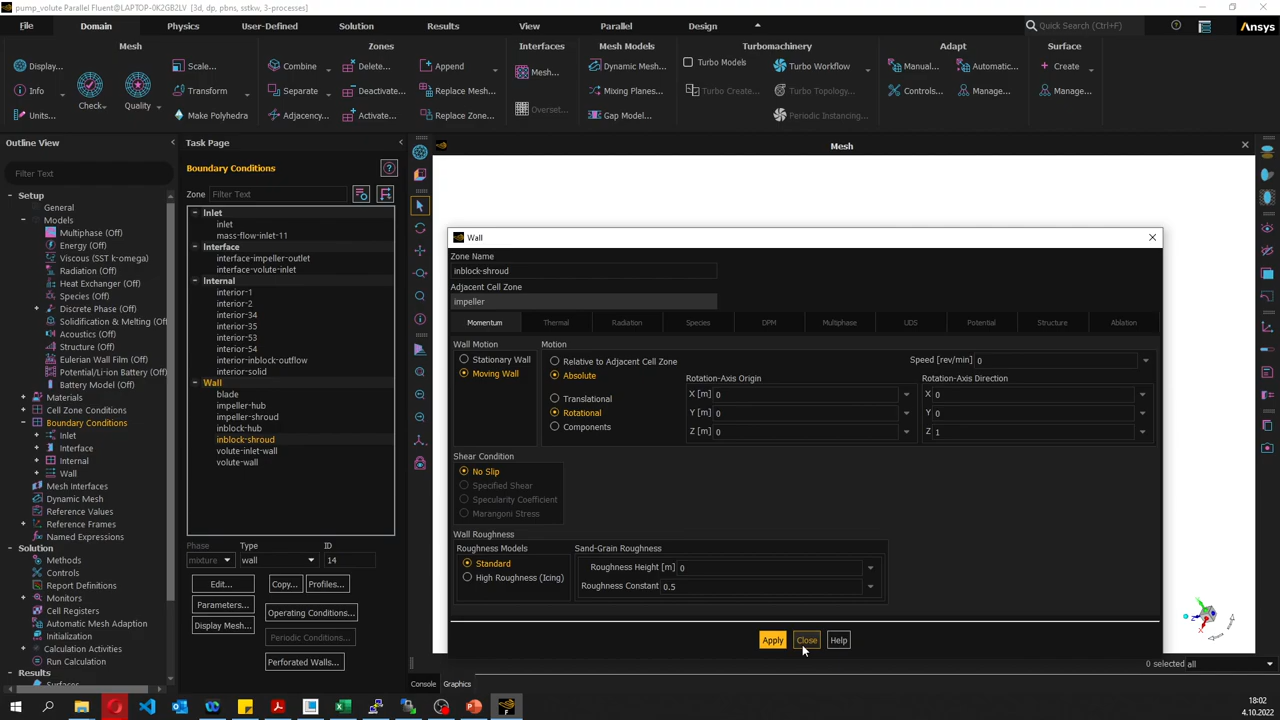 pump_volute Parallel Fluent@LAPTOP-0K2GB2LV [3d, dp, pbns, sstkw, 3-processes]
File Domain Physics User-Defined Solution Results View Parallel Design Quick Search (Ctrl+F) Ansys
Mesh Zones Interfaces Mesh Models Turbomachinery Adapt Surface
Display... Scale... Combine Delete... Append Mesh... Dynamic Mesh... Turbo Models Turbo Workflow Manual... Automatic... Create
Info Check Quality Transform Separate Deactivate... Replace Mesh... Mixing Planes... Turbo Create... Turbo Topology... Controls... Manage... Manage...
Units... Make Polyhedra Adjacency... Activate... Replace Zone... Overset... Gap Model... Periodic Instancing...
Outline View
Filter Text
Setup
General
Models
Multiphase (Off)
Energy (Off)
Viscous (SST k-omega)
Radiation (Off)
Heat Exchanger (Off)
Species (Off)
Discrete Phase (Off)
Solidification & Melting (Off)
Acoustics (Off)
Structure (Off)
Eulerian Wall Film (Off)
Potential/Li-ion Battery (Off)
Battery Model (Off)
Materials
Cell Zone Conditions
Boundary Conditions
Inlet
Interface
Internal
Wall
Mesh Interfaces
Dynamic Mesh
Reference Values
Reference Frames
Named Expressions
Solution
Methods
Controls
Report Definitions
Monitors
Cell Registers
Automatic Mesh Adaption
Initialization
Calculation Activities
Run Calculation
Results
Surfaces
Task Page
Boundary Conditions
Zone Filter Text
Inlet
inlet
mass-flow-inlet-11
Interface
interface-impeller-outlet
interface-volute-inlet
Internal
interior-1
interior-2
interior-34
interior-35
interior-53
interior-54
interior-inblock-outflow
interior-solid
Wall
blade
impeller-hub
impeller-shroud
inblock-hub
inblock-shroud
volute-inlet-wall
volute-wall
Phase Type ID
mixture wall 14
Edit... Copy... Profiles...
Parameters... Operating Conditions...
Display Mesh... Periodic Conditions...
Perforated Walls...
Mesh
Wall
Zone Name
inblock-shroud
Adjacent Cell Zone
impeller
Momentum Thermal Radiation Species DPM Multiphase UDS Potential Structure Ablation
Wall Motion Motion
Stationary Wall Relative to Adjacent Cell Zone Speed [rev/min] 0
Moving Wall Absolute Rotation-Axis Origin Rotation-Axis Direction
Translational X [m] 0 X 0
Rotational Y [m] 0 Y 0
Components Z [m] 0 Z 1
Shear Condition
No Slip
Specified Shear
Specularity Coefficient
Marangoni Stress
Wall Roughness
Roughness Models Sand-Grain Roughness
Standard Roughness Height [m] 0
High Roughness (Icing) Roughness Constant 0.5
Apply Close Help
0 selected all
Console Graphics
18:02
4.10.2022